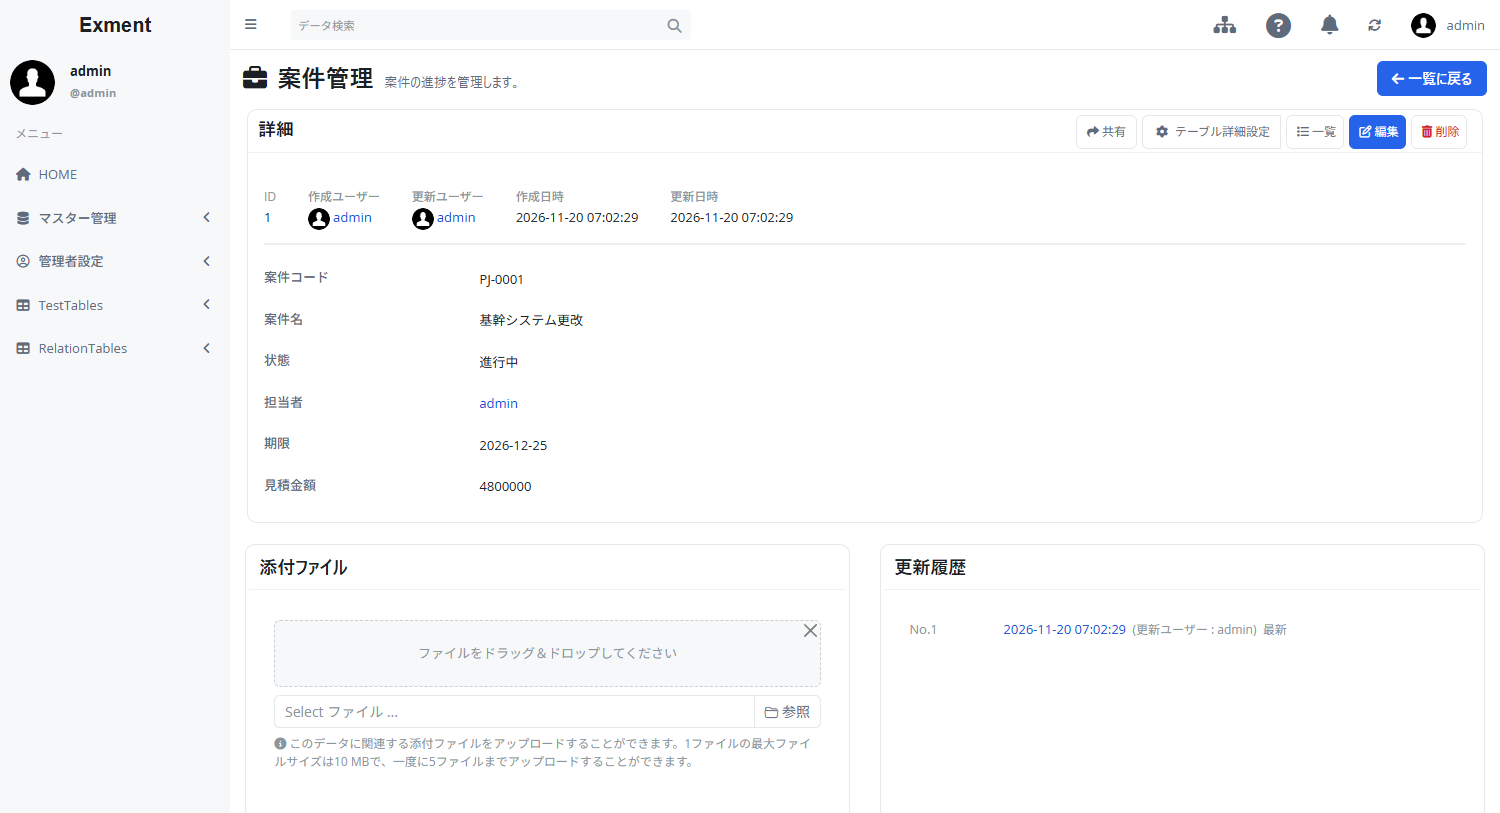 Exment
データ検索
admin
admin
@admin
メニュー
HOME
マスター管理
管理者設定
TestTables
RelationTables
案件管理 案件の進捗を管理します。
一覧に戻る
詳細
共有
テーブル詳細設定
一覧
編集
削除
ID 作成ユーザー 更新ユーザー 作成日時 更新日時
1 admin admin 2026-11-20 07:02:29 2026-11-20 07:02:29
案件コード PJ-0001
案件名 基幹システム更改
状態 進行中
担当者 admin
期限 2026-12-25
見積金額 4800000
添付ファイル
ファイルをドラッグ&ドロップしてください
Select ファイル ...
参照
このデータに関連する添付ファイルをアップロードすることができます。1ファイルの最大ファイ
ルサイズは10 MBで、一度に5ファイルまでアップロードすることができます。
更新履歴
No.1 2026-11-20 07:02:29 (更新ユーザー : admin) 最新